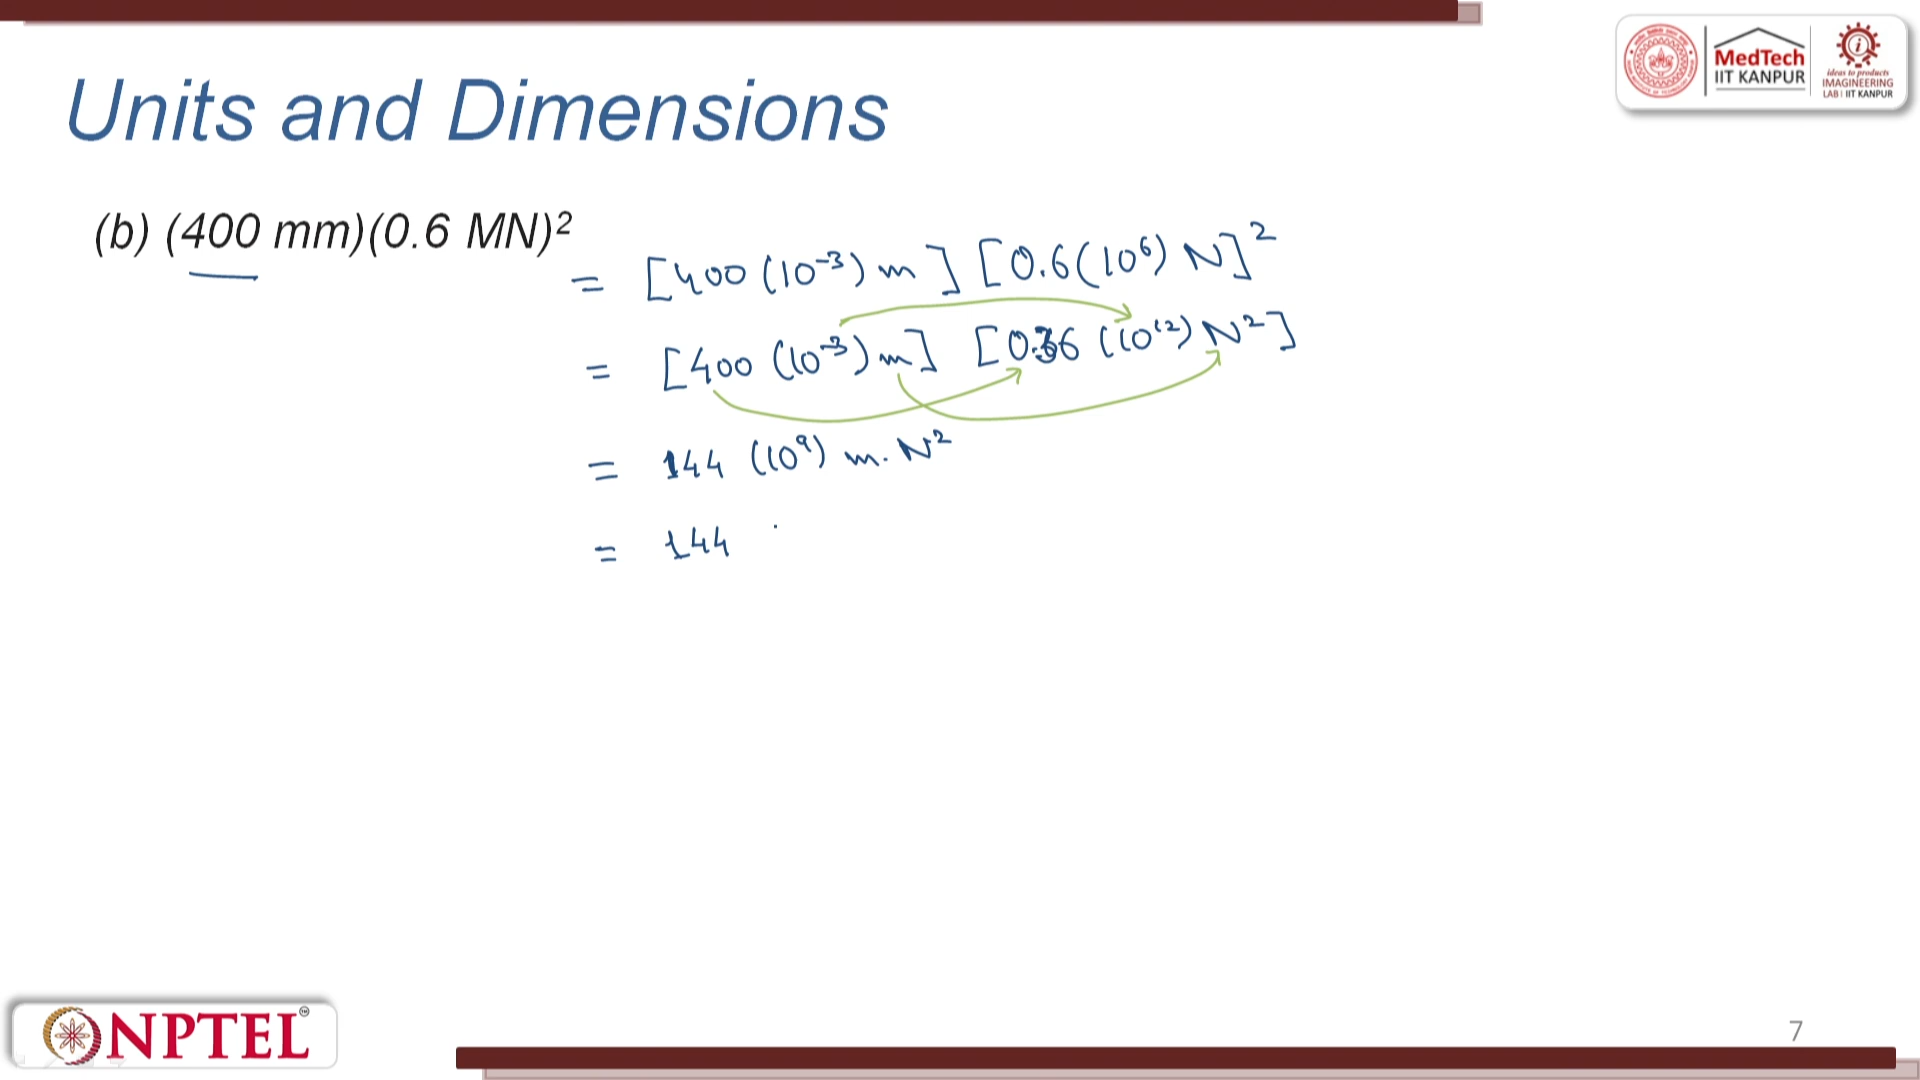 Units and Dimensions
MedTech
IIT KANPUR
ideas to products
IMAGINEERING
LAB | IIT KANPUR
(b) (400 mm)(0.6 MN)²
= [400 (10⁻³) m] [0.6 (10⁶) N]²
= [400 (10⁻³) m] [0.36 (10¹²) N²]
= 144 (10⁹) m. N²
= 144
NPTEL™
7